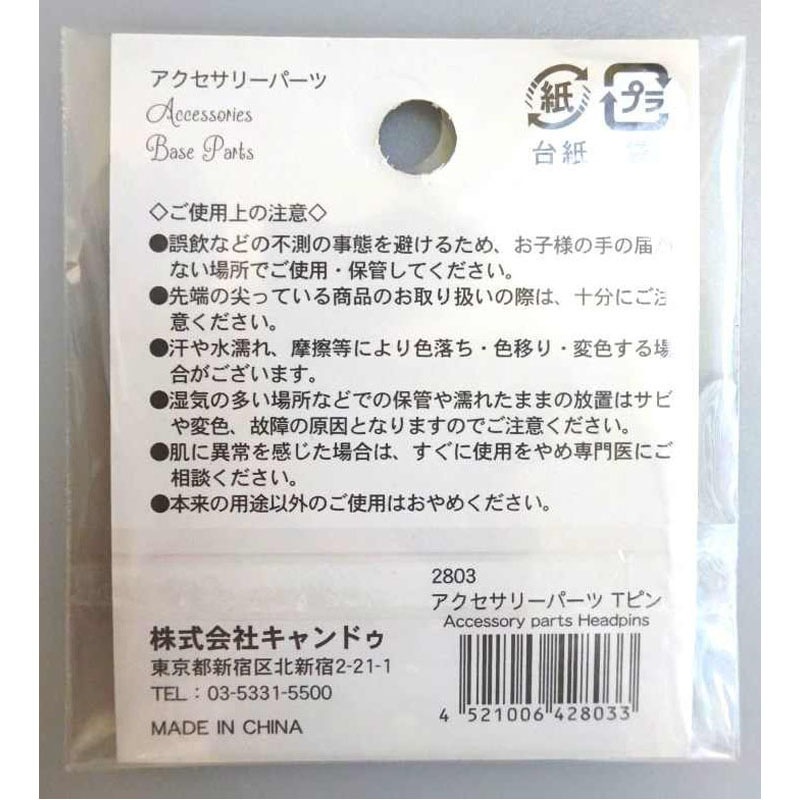 アクセサリーパーツ
Accessories
Base Parts
紙
プラ
台紙
袋
◇ご使用上の注意◇
●誤飲などの不測の事態を避けるため、お子様の手の届か
ない場所でご使用・保管してください。
●先端の尖っている商品のお取り扱いの際は、十分にご注
意ください。
●汗や水濡れ、摩擦等により色落ち・色移り・変色する場
合がございます。
●湿気の多い場所などでの保管や濡れたままの放置はサビ
や変色、故障の原因となりますのでご注意ください。
●肌に異常を感じた場合は、すぐに使用をやめ専門医にご
相談ください。
●本来の用途以外のご使用はおやめください。
2803
アクセサリーパーツ Tピン
Accessory parts Headpins
4 521006 428033
株式会社キャンドゥ
東京都新宿区北新宿2-21-1
TEL：03-5331-5500
MADE IN CHINA